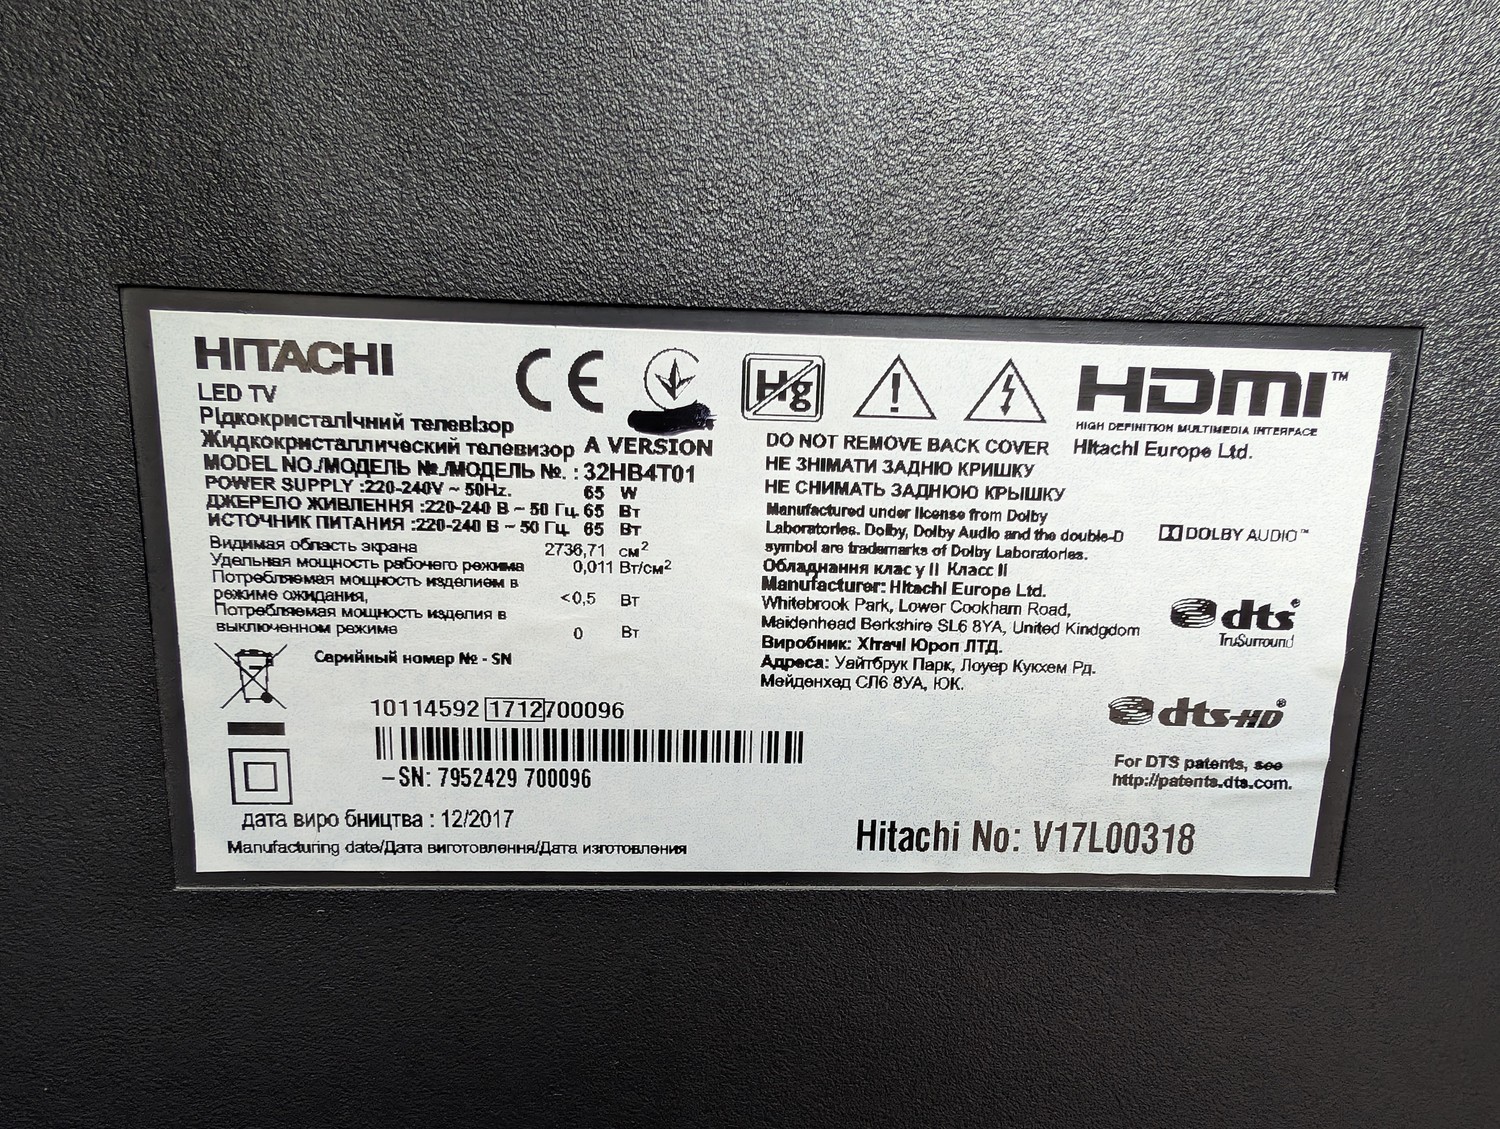 HITACHI
LED TV
Рідкокристалічний телевізор
Жидкокристаллический телевизор A VERSION
MODEL NO./МОДЕЛЬ №./МОДЕЛЬ №. : 32HB4T01
POWER SUPPLY :220-240V ~ 50Hz. 65 W
ДЖЕРЕЛО ЖИВЛЕННЯ :220-240 В ~ 50 Гц. 65 Вт
ИСТОЧНИК ПИТАНИЯ :220-240 В ~ 50 Гц. 65 Вт
Видимая область экрана 2736,71 см2
Удельная мощность рабочего режима 0,011 Вт/см2
Потребляемая мощность изделием в
режиме ожидания, <0,5 Вт
Потребляемая мощность изделия в
выключенном режиме 0 Вт
Серийный номер № - SN
10114592 1712700096
-SN: 7952429 700096
дата виро бництва : 12/2017
Manufacturing date/Дата виготовлення/Дата изготовления
CE
Hg
HDMI™
HIGH DEFINITION MULTIMEDIA INTERFACE
Hitachi Europe Ltd.
DO NOT REMOVE BACK COVER
НЕ ЗНІМАТИ ЗАДНЮ КРИШКУ
НЕ СНИМАТЬ ЗАДНЮЮ КРЫШКУ
Manufactured under license from Dolby
Laboratories. Dolby, Dolby Audio and the double-D
symbol are trademarks of Dolby Laboratories.
Обладнання клас у II Класс II
Manufacturer: Hitachi Europe Ltd.
Whitebrook Park, Lower Cookham Road,
Maidenhead Berkshire SL6 8YA, United Kindgdom
Виробник: Хітачі Юроп ЛТД.
Адреса: Уайтбрук Парк, Лоуер Кукхем Рд.
Мейденхед СЛ6 8УА, ЮК.
DOLBY AUDIO™
dts®
TruSurround
dts-HD®
For DTS patents, see
http://patents.dts.com.
Hitachi No: V17L00318